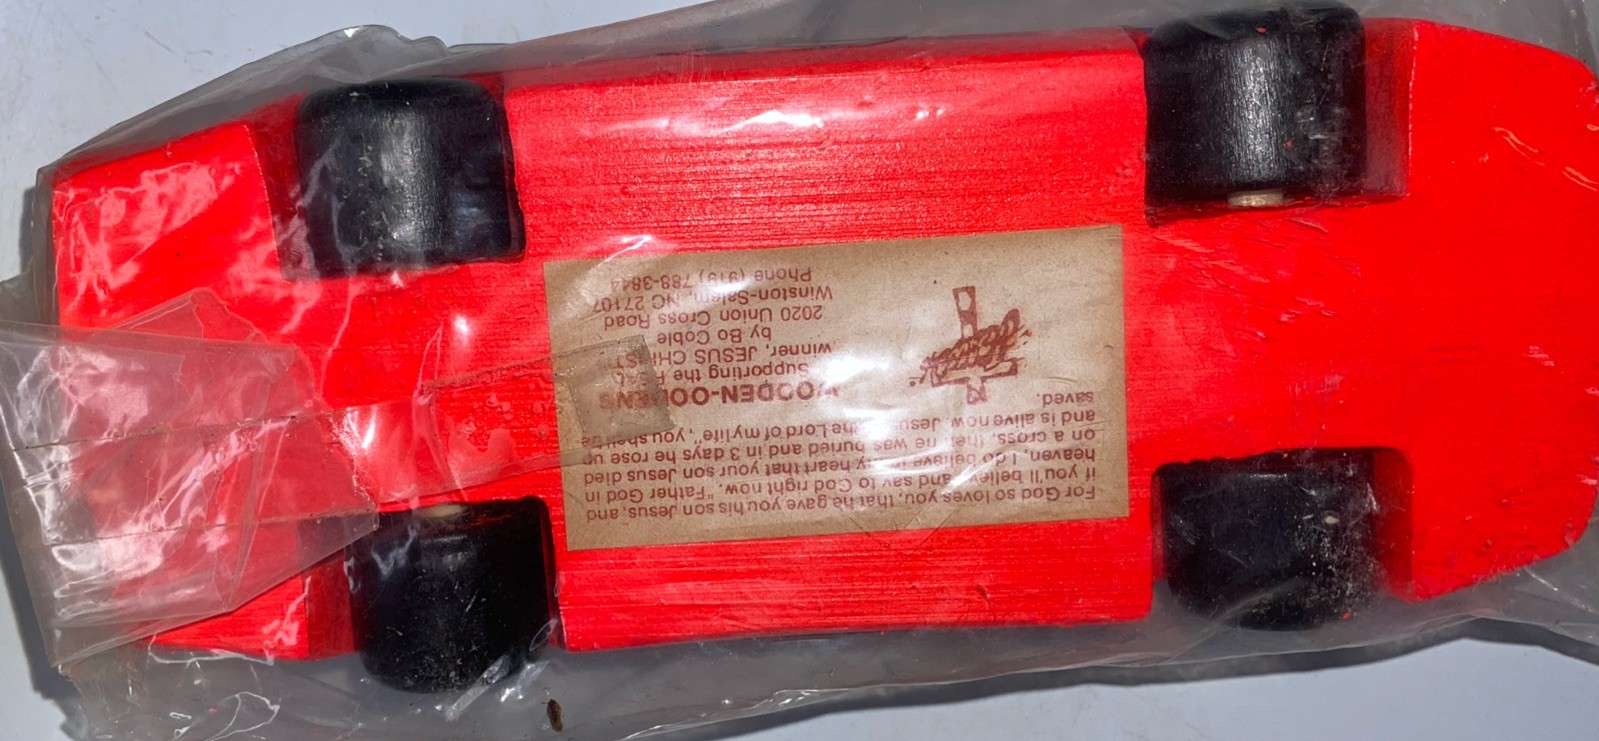 For God so loves you, that he gave you his son Jesus, and,
if you'll believe and say to God right now, "Father God in
heaven, I do believe in my heart that your son Jesus died
on a cross, then he was buried and in 3 days he rose up
and is alive now. Jesus the Lord of my life", you shall be
saved.
WOODEN-OODENS
Supporting the REAL
winner, JESUS CHRIST
by Bo Coble
2020 Union Cross Road
Winston-Salem, NC 27107
Phone (919) 788-3844